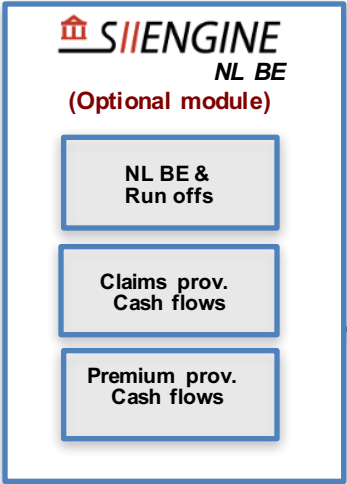 SIIENGINE
NL BE
(Optional module)
NL BE &
Run offs
Claims prov.
Cash flows
Premium prov.
Cash flows